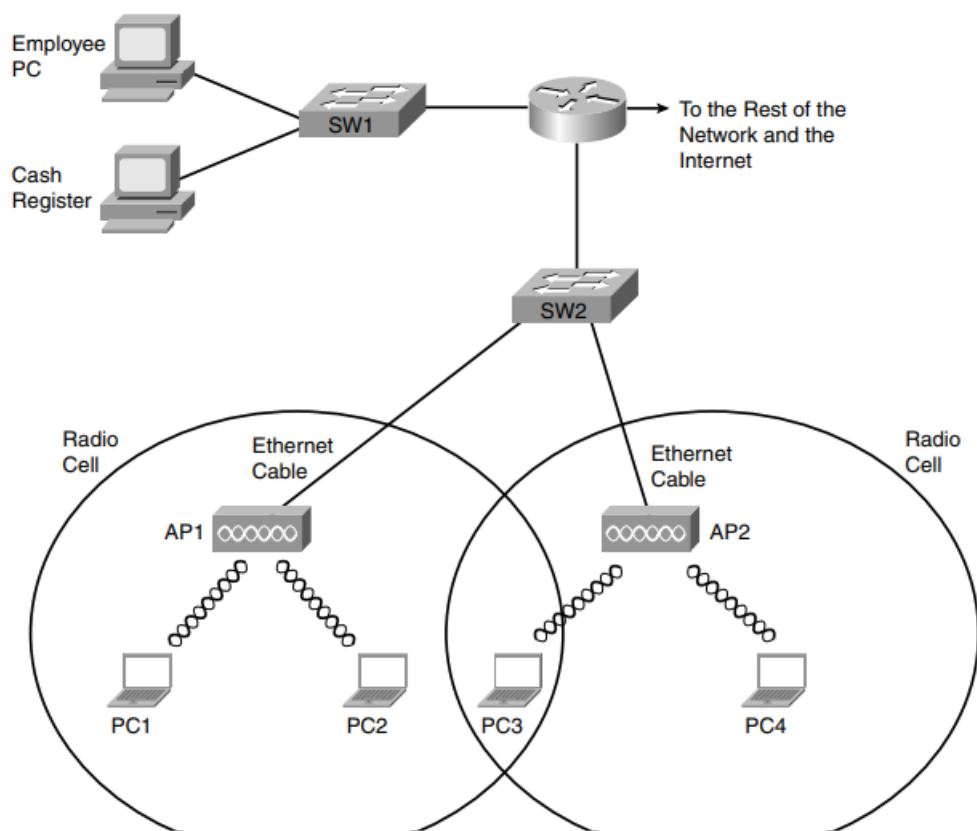 Employee
PC
SW1
To the Rest of the
Network and the
Internet
Cash
Register
SW2
Radio
Cell
Ethernet
Cable
Ethernet
Cable
Radio
Cell
AP1
AP2
PC1
PC2
PC3
PC4